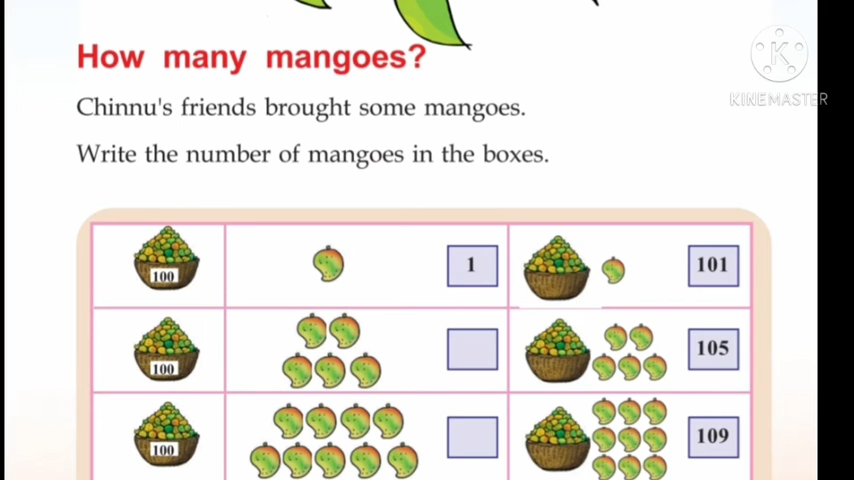 How many mangoes?
K
KINEMASTER
Chinnu's friends brought some mangoes.
Write the number of mangoes in the boxes.
100 1 101
100 105
100 109